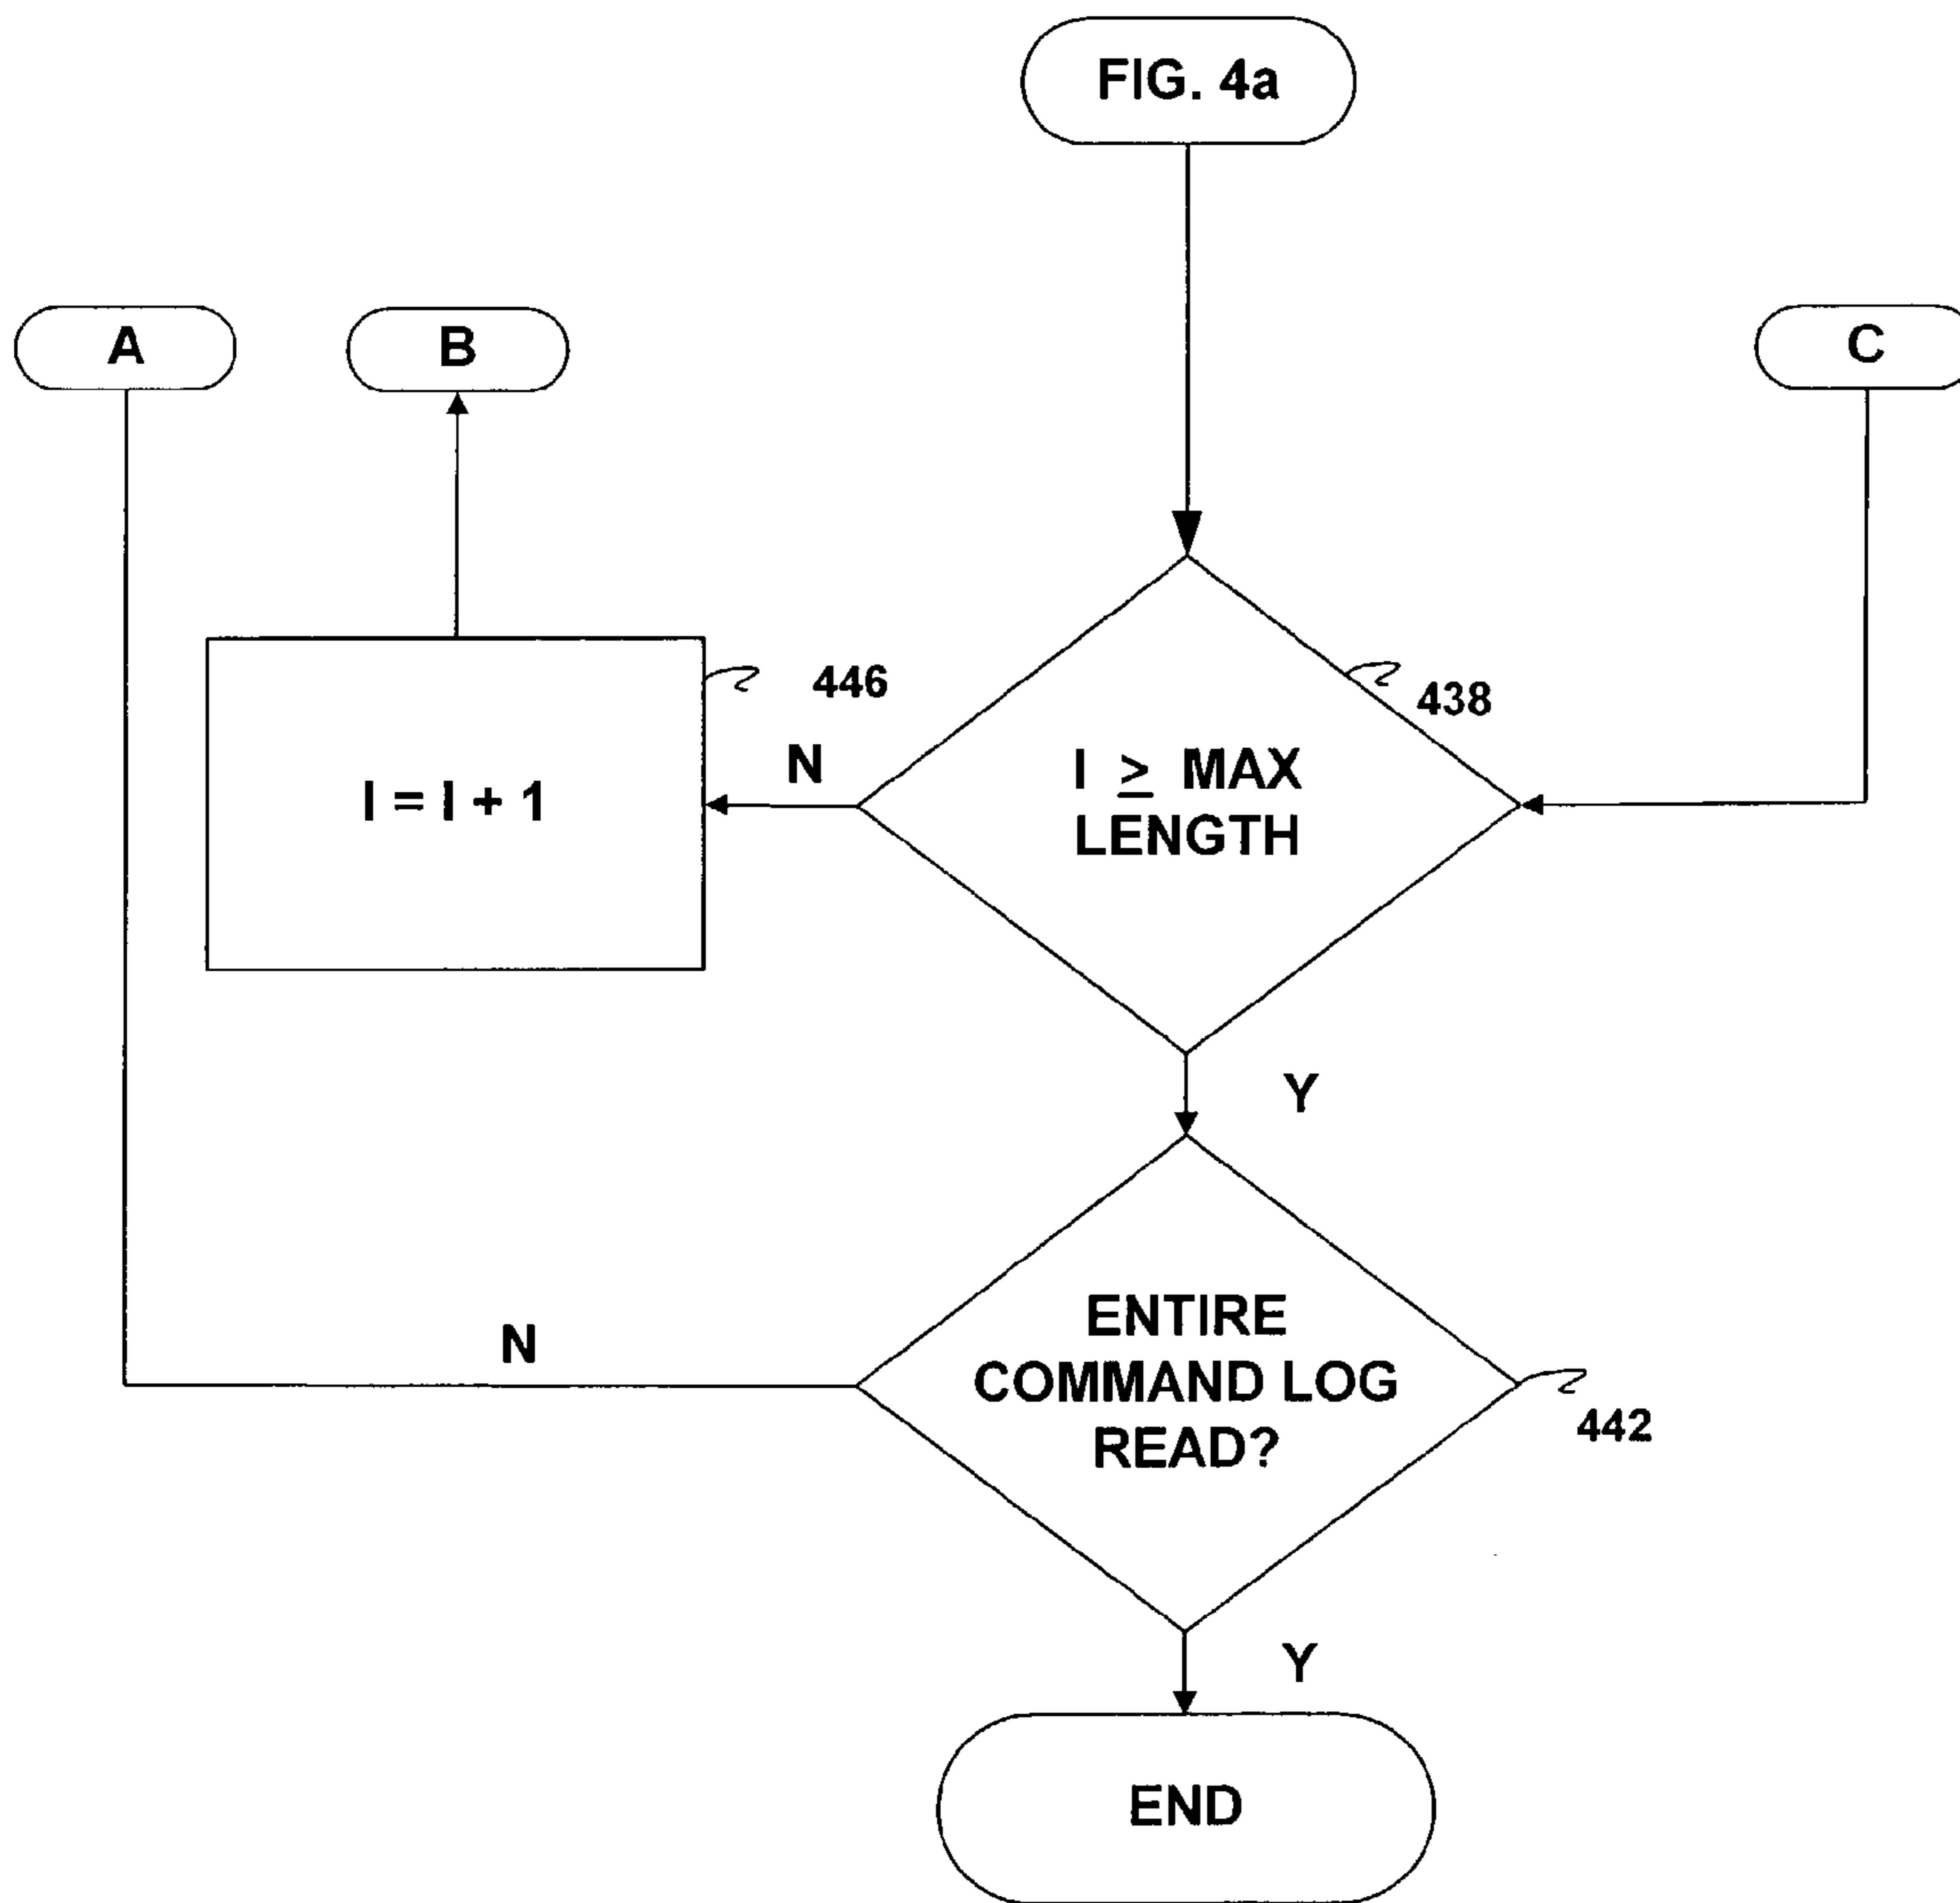 FIG. 4a
A
B
C
446
438
N
I ≥ MAX
LENGTH
I = I + 1
Y
ENTIRE
COMMAND LOG
READ?
N
442
Y
END